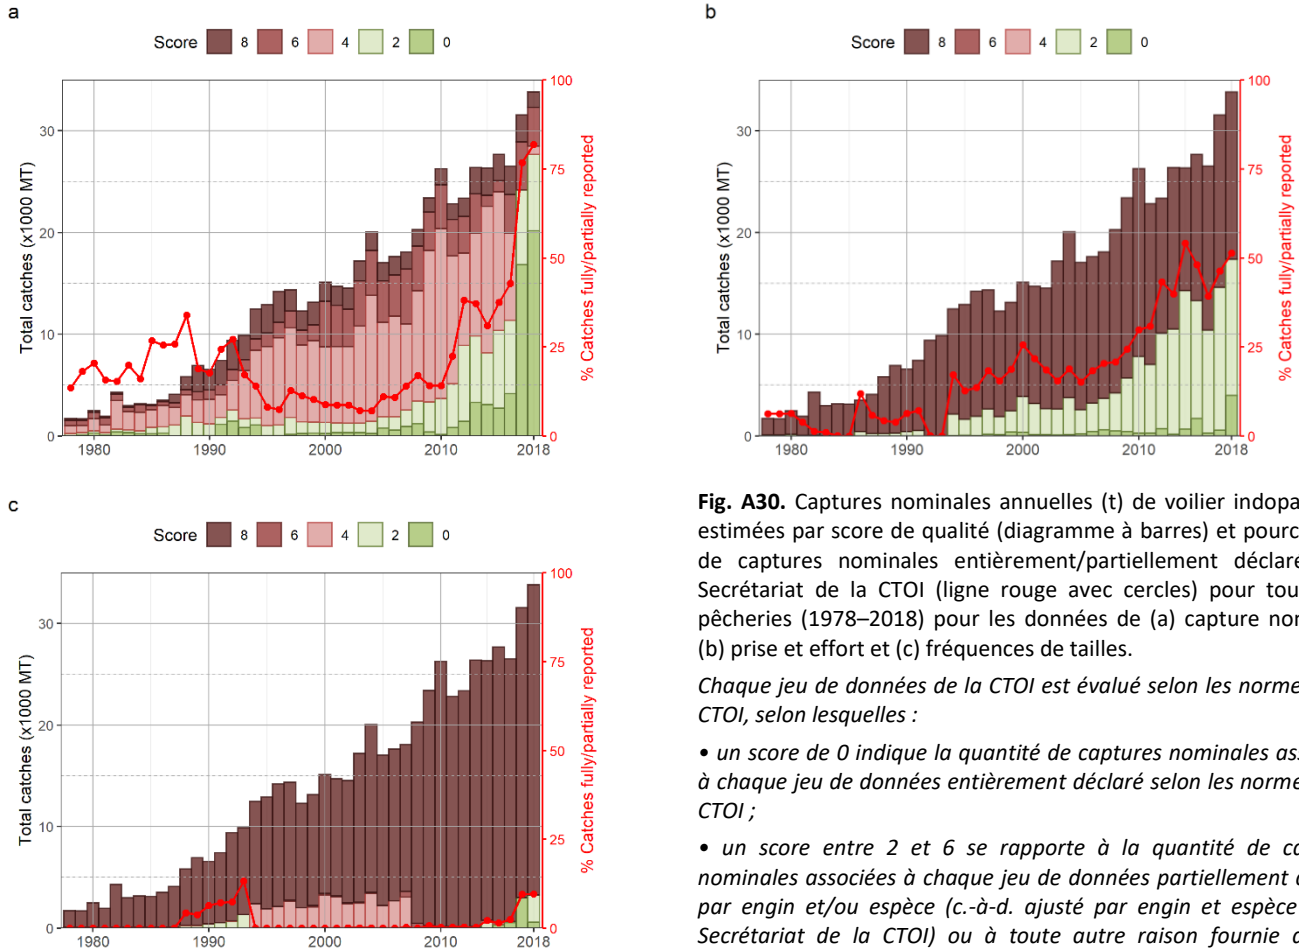 a
Score 8 6 4 2 0
Total catches (x1000 MT)
% Catches fully/partially reported
30
20
10
0
100
75
50
25
0
1980 1990 2000 2010 2018
b
Score 8 6 4 2 0
Total catches (x1000 MT)
% Catches fully/partially reported
30
20
10
0
100
75
50
25
0
1980 1990 2000 2010 2018
c
Score 8 6 4 2 0
Total catches (x1000 MT)
% Catches fully/partially reported
30
20
10
0
100
75
50
25
0
1980 1990 2000 2010 2018
Fig. A30. Captures nominales annuelles (t) de voilier indopa
estimées par score de qualité (diagramme à barres) et pourc
de captures nominales entièrement/partiellement déclaré
Secrétariat de la CTOI (ligne rouge avec cercles) pour tou
pêcheries (1978–2018) pour les données de (a) capture nor
(b) prise et effort et (c) fréquences de tailles.
Chaque jeu de données de la CTOI est évalué selon les norme
CTOI, selon lesquelles :
• un score de 0 indique la quantité de captures nominales ass
à chaque jeu de données entièrement déclaré selon les norme
CTOI ;
• un score entre 2 et 6 se rapporte à la quantité de ca
nominales associées à chaque jeu de données partiellement d
par engin et/ou espèce (c.-à-d. ajusté par engin et espèce
Secrétariat de la CTOI) ou à toute autre raison fournie d